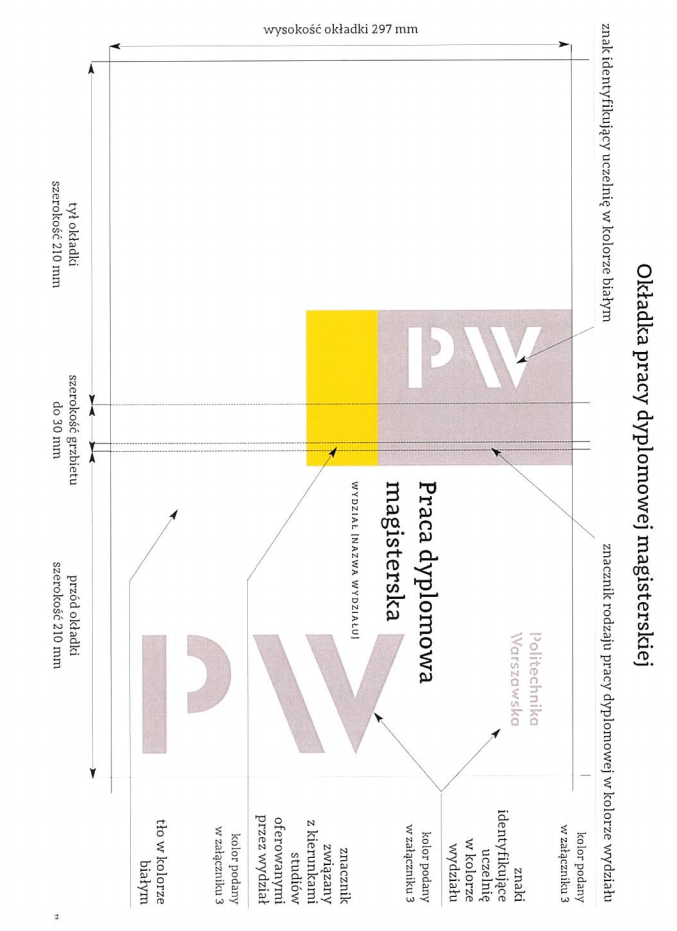 Okładka pracy dyplomowej magisterskiej
znak identyfikujący uczelnię w kolorze białym
znacznik rodzaju pracy dyplomowej w kolorze wydziału
kolor podany
w załączniku 3
wysokość okładki 297 mm
tył okładki
szerokość 210 mm
szerokość grzbietu
do 30 mm
przód okładki
szerokość 210 mm
PW
Politechnika
Warszawska
Praca dyplomowa
magisterska
WYDZIAŁ [NAZWA WYDZIAŁU]
PW
znaki
identyfikujące
uczelnię
w kolorze
wydziału
kolor podany
w załączniku 3
znacznik
związany
z kierunkami
studiów
oferowanymi
przez wydział
kolor podany
w załączniku 3
tło w kolorze
białym